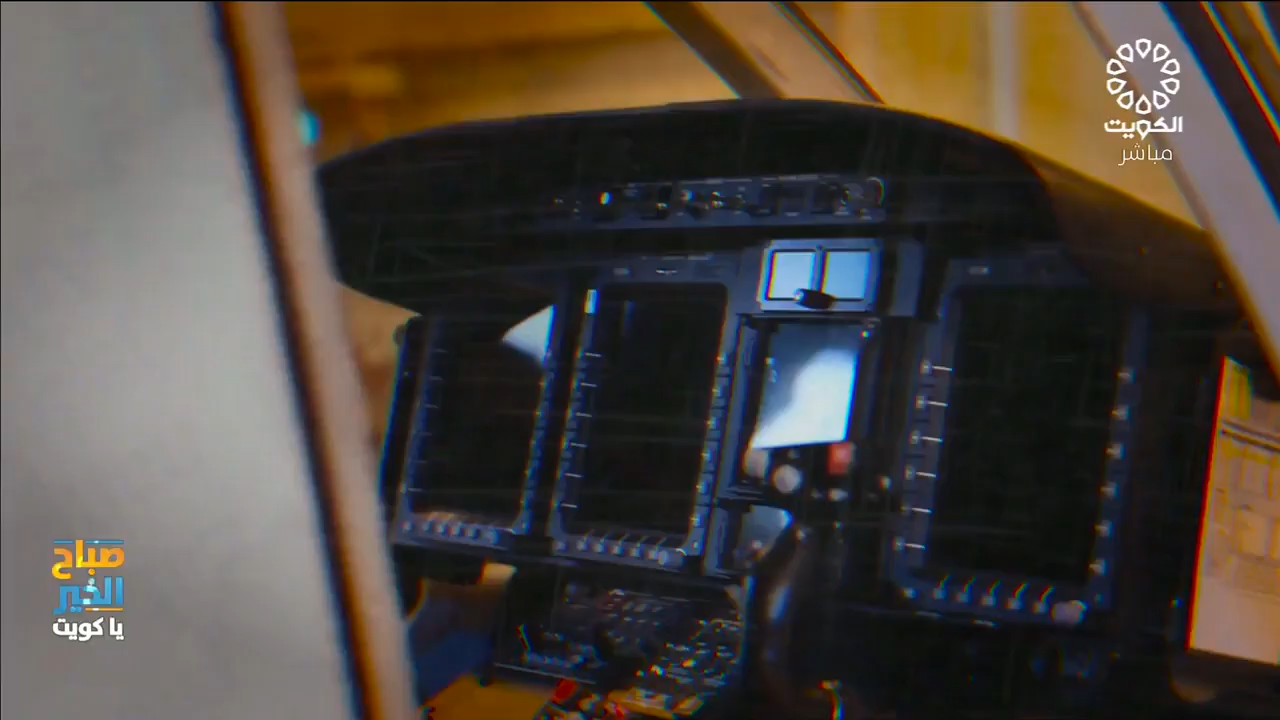 الكويت
مباشر
صباح
الخير
يا كويت